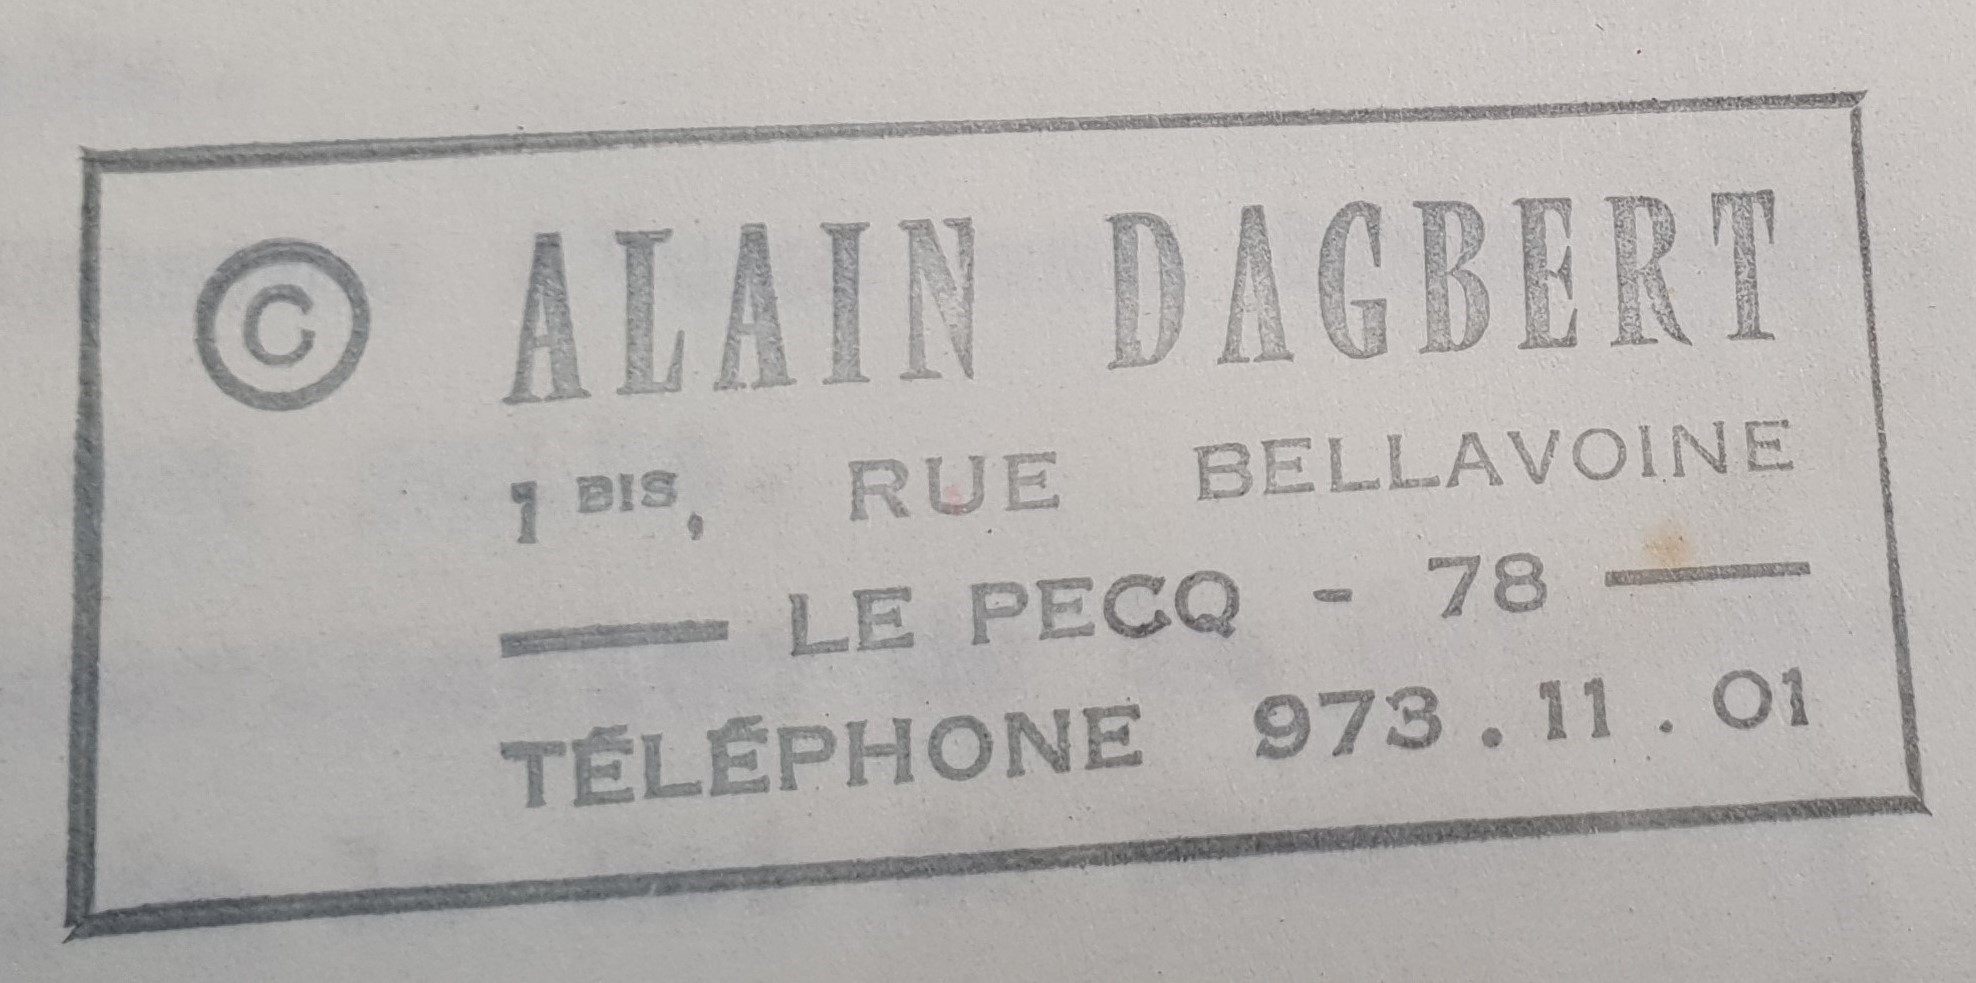 © ALAIN DAGBERT
1 BIS, RUE BELLAVOINE
LE PECQ - 78
TÉLÉPHONE 973.11.01